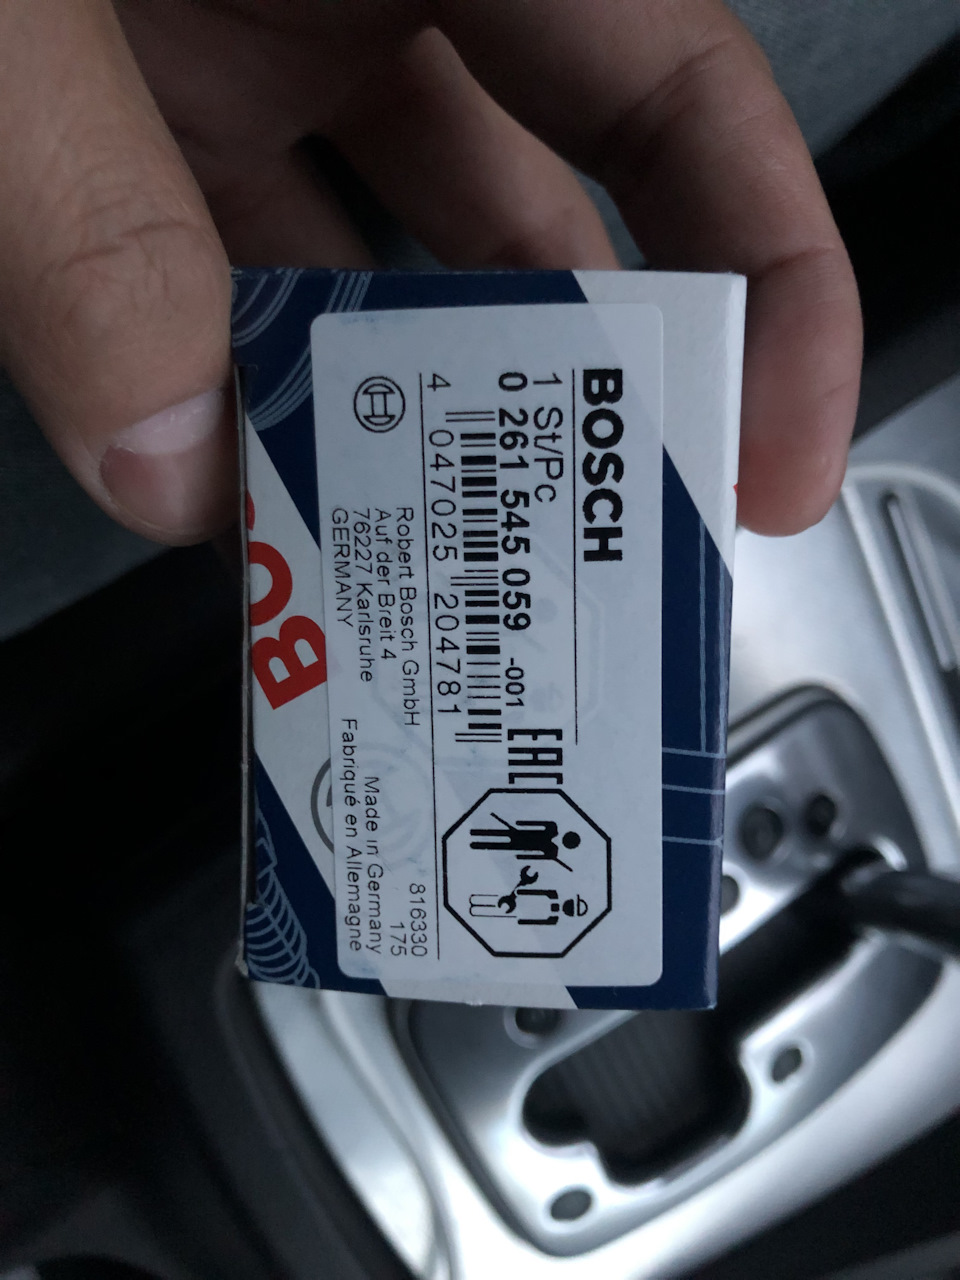 BOSCH
1 St/Pc
0 261 545 059 -001
EAC
4 047025 204781
816330
175
Robert Bosch GmbH
Auf der Breit 4
76227 Karlsruhe
GERMANY
Made in Germany
Fabriqué en Allemagne